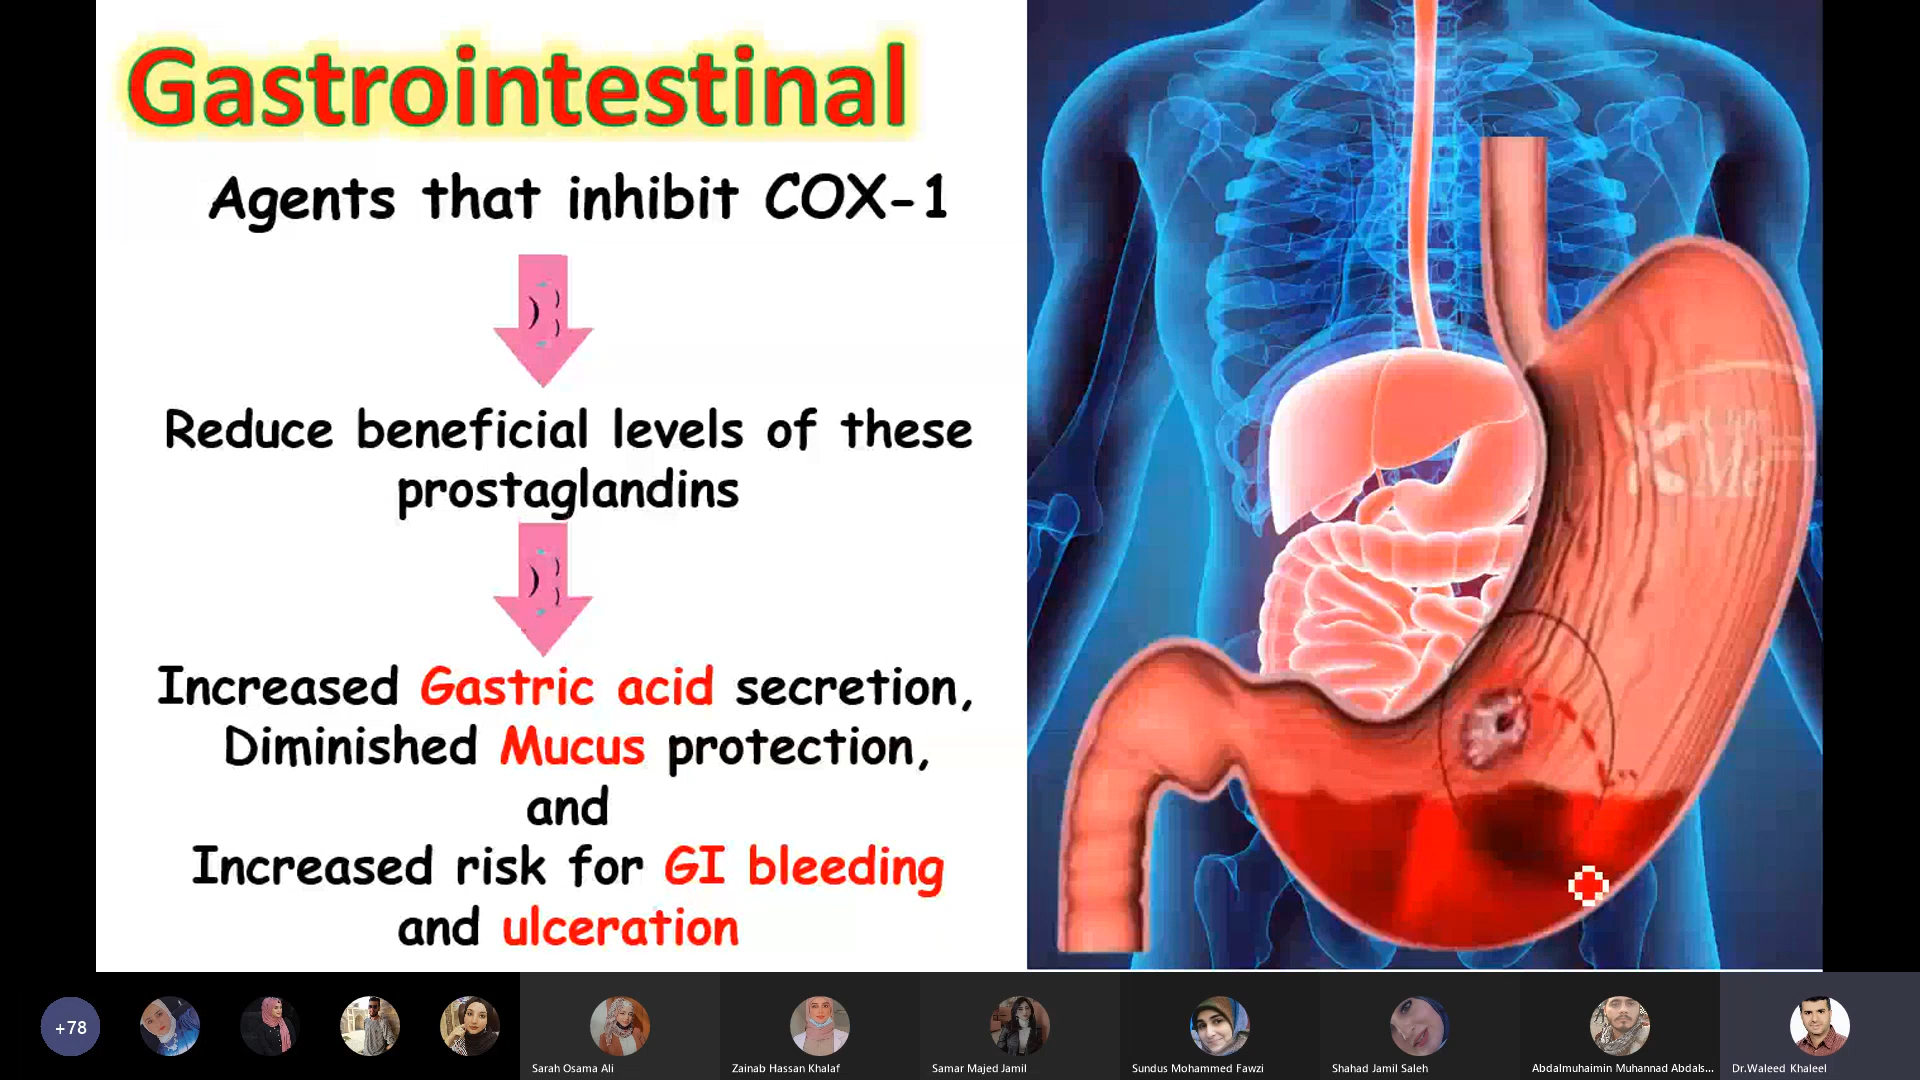 Gastrointestinal
Agents that inhibit COX-1
Reduce beneficial levels of these
prostaglandins
Increased Gastric acid secretion,
Diminished Mucus protection,
and
Increased risk for GI bleeding
and ulceration
+78
Sarah Osama Ali
Zainab Hassan Khalaf
Samar Majed Jamil
Sundus Mohammed Fawzi
Shahad Jamil Saleh
Abdalmuhaimin Muhannad Abdals...
Dr.Waleed Khaleel